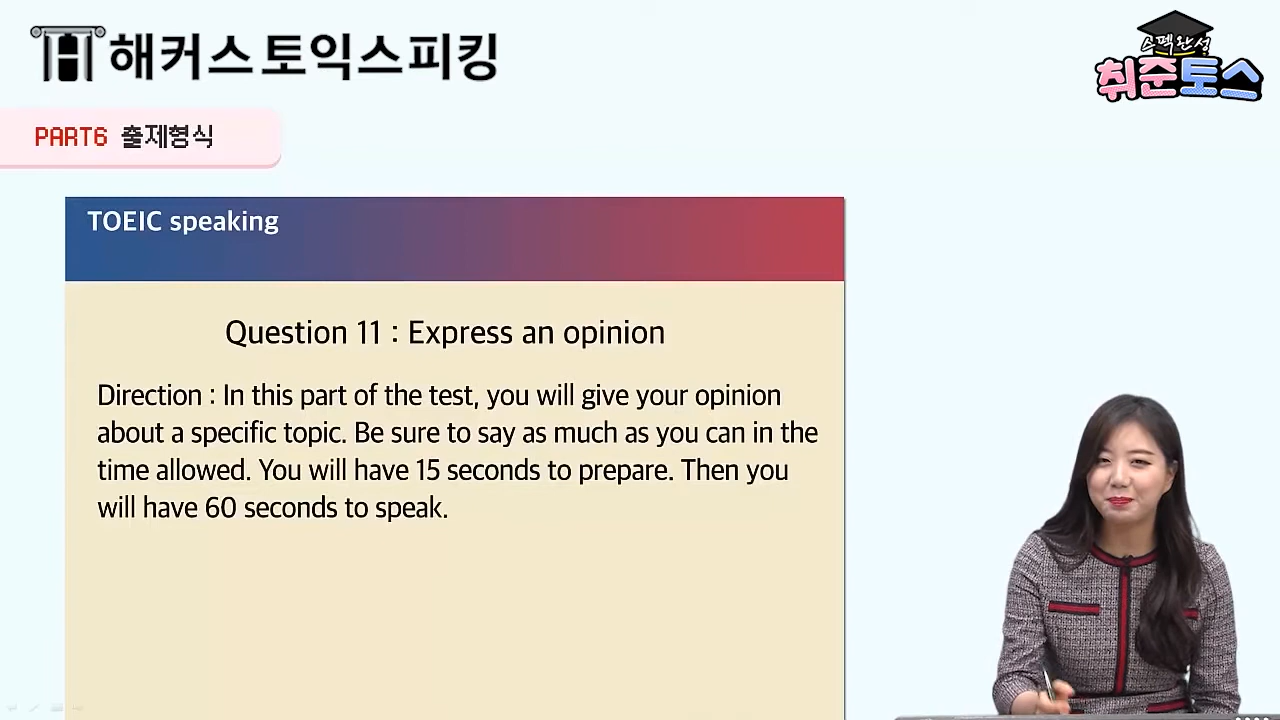 해커스토익스피킹
스펙완성
취준토스
PART6 출제형식
TOEIC speaking
Question 11 : Express an opinion
Direction : In this part of the test, you will give your opinion
about a specific topic. Be sure to say as much as you can in the
time allowed. You will have 15 seconds to prepare. Then you
will have 60 seconds to speak.